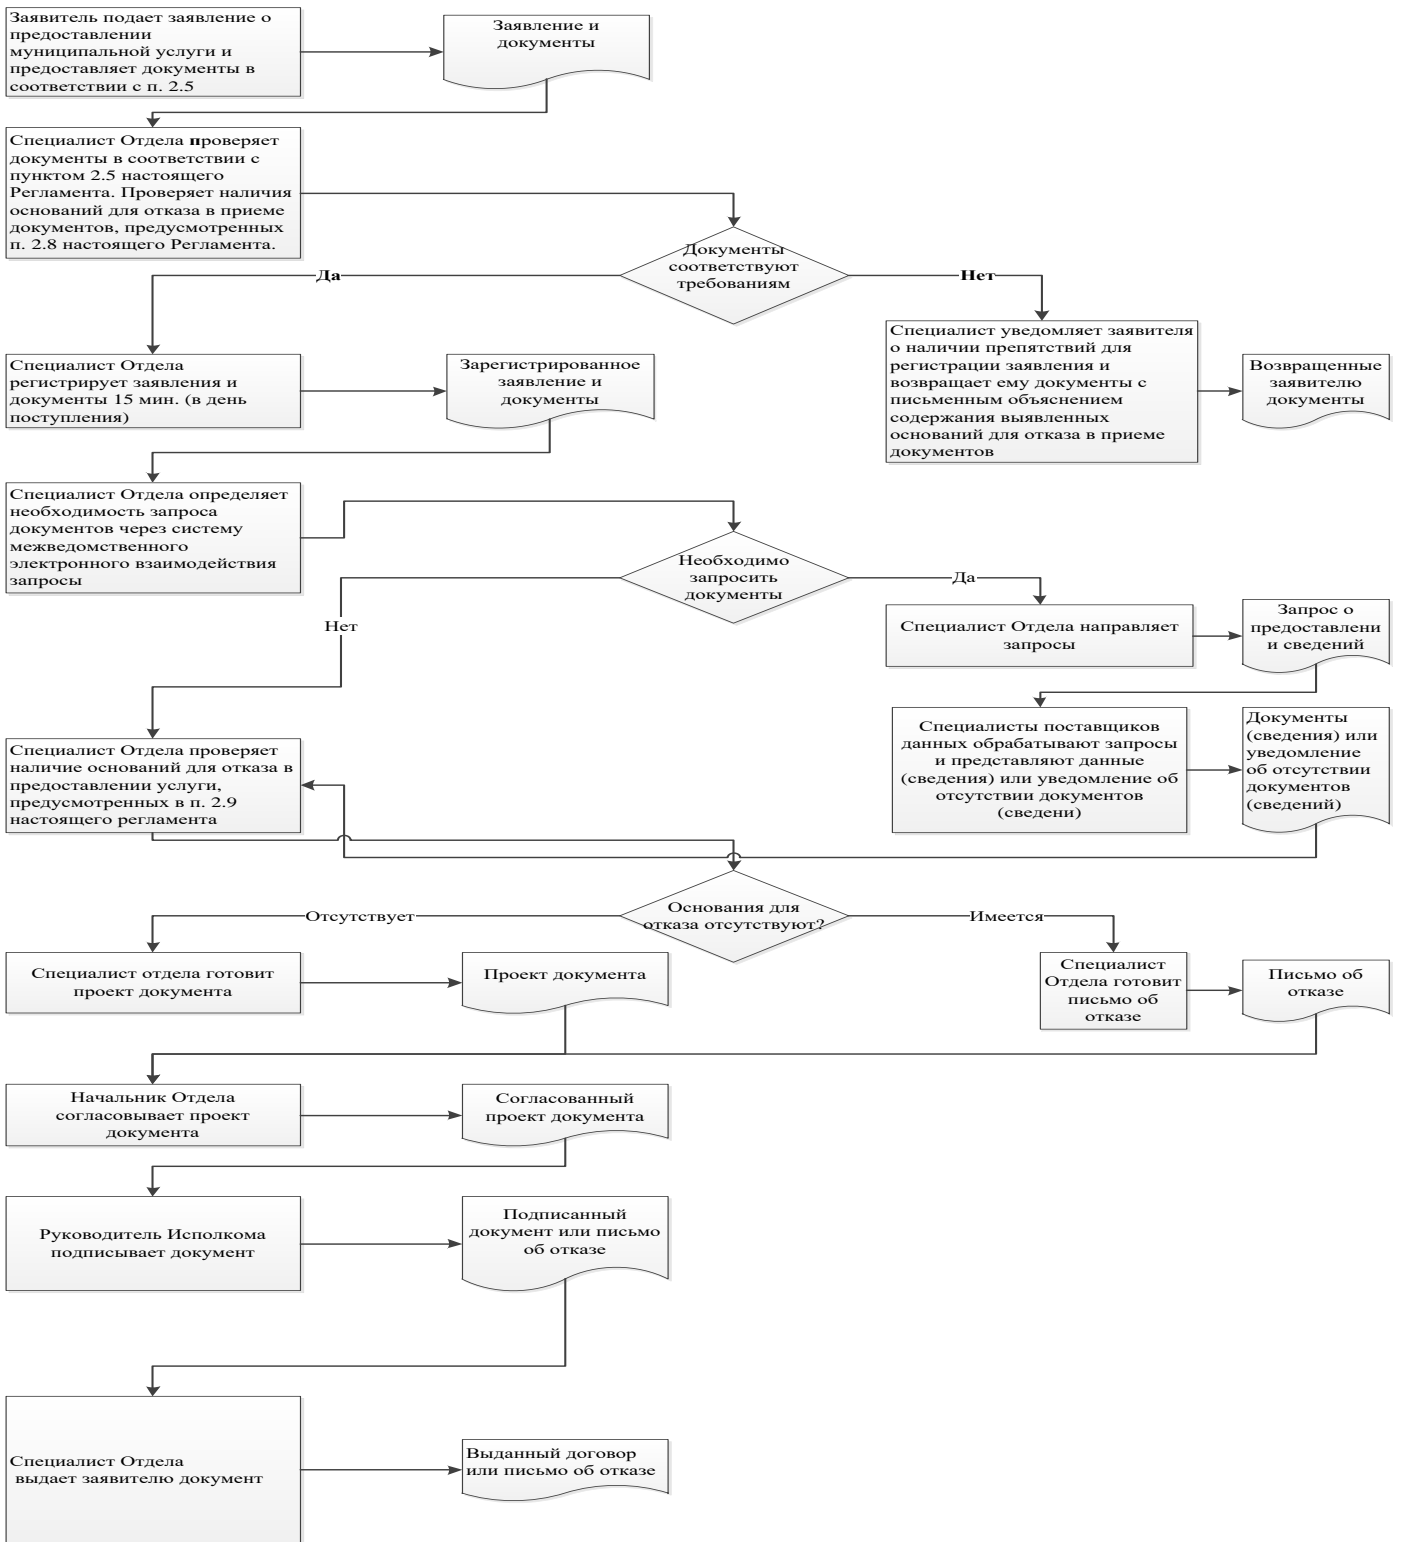 Заявитель подает заявление о
предоставлении
муниципальной услуги и
предоставляет документы в
соответствии с п. 2.5
Заявление и
документы
Специалист Отдела проверяет
документы в соответствии с
пунктом 2.5 настоящего
Регламента. Проверяет наличия
оснований для отказа в приеме
документов, предусмотренных
п. 2.8 настоящего Регламента.
Документы
соответствуют
требованиям
Да
Нет
Специалист Отдела
регистрирует заявления и
документы 15 мин. (в день
поступления)
Зарегистрированное
заявление и
документы
Специалист уведомляет заявителя
о наличии препятствий для
регистрации заявления и
возвращает ему документы с
письменным объяснением
содержания выявленных
оснований для отказа в приеме
документов
Возвращенные
заявителю
документы
Специалист Отдела определяет
необходимость запроса
документов через систему
межведомственного
электронного взаимодействия
запросы
Необходимо
запросить
документы
Да
Нет
Специалист Отдела направляет
запросы
Запрос о
предоставлени
и сведений
Специалист Отдела проверяет
наличие оснований для отказа в
предоставлении услуги,
предусмотренных в п. 2.9
настоящего регламента
Специалисты поставщиков
данных обрабатывают запросы
и представляют данные
(сведения) или уведомление об
отсутствии документов
(сведени)
Документы
(сведения) или
уведомление
об отсутствии
документов
(сведений)
Основания для
отказа отсутствуют?
Отсутствует
Имеется
Специалист отдела готовит
проект документа
Проект документа
Специалист
Отдела готовит
письмо об
отказе
Письмо об
отказе
Начальник Отдела
согласовывает проект
документа
Согласованный
проект документа
Руководитель Исполкома
подписывает документ
Подписанный
документ или письмо
об отказе
Специалист Отдела
выдает заявителю документ
Выданный договор
или письмо об отказе